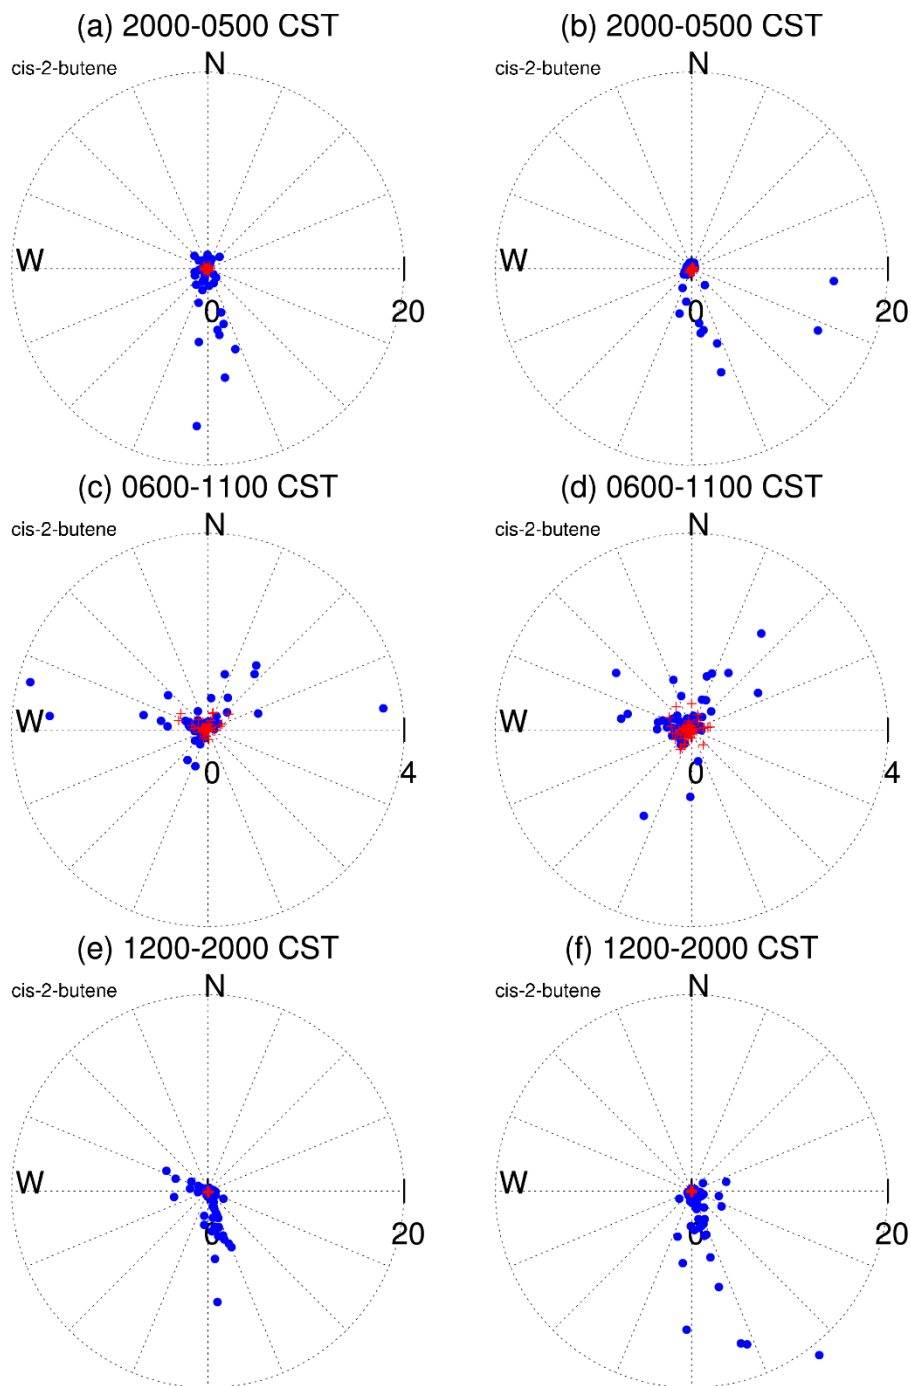 (a) 2000-0500 CST
(b) 2000-0500 CST
cis-2-butene
N
cis-2-butene
N
W
W
0
20
0
20
(c) 0600-1100 CST
(d) 0600-1100 CST
cis-2-butene
N
cis-2-butene
N
W
W
0
4
0
4
(e) 1200-2000 CST
(f) 1200-2000 CST
cis-2-butene
N
cis-2-butene
N
W
W
0
20
0
20